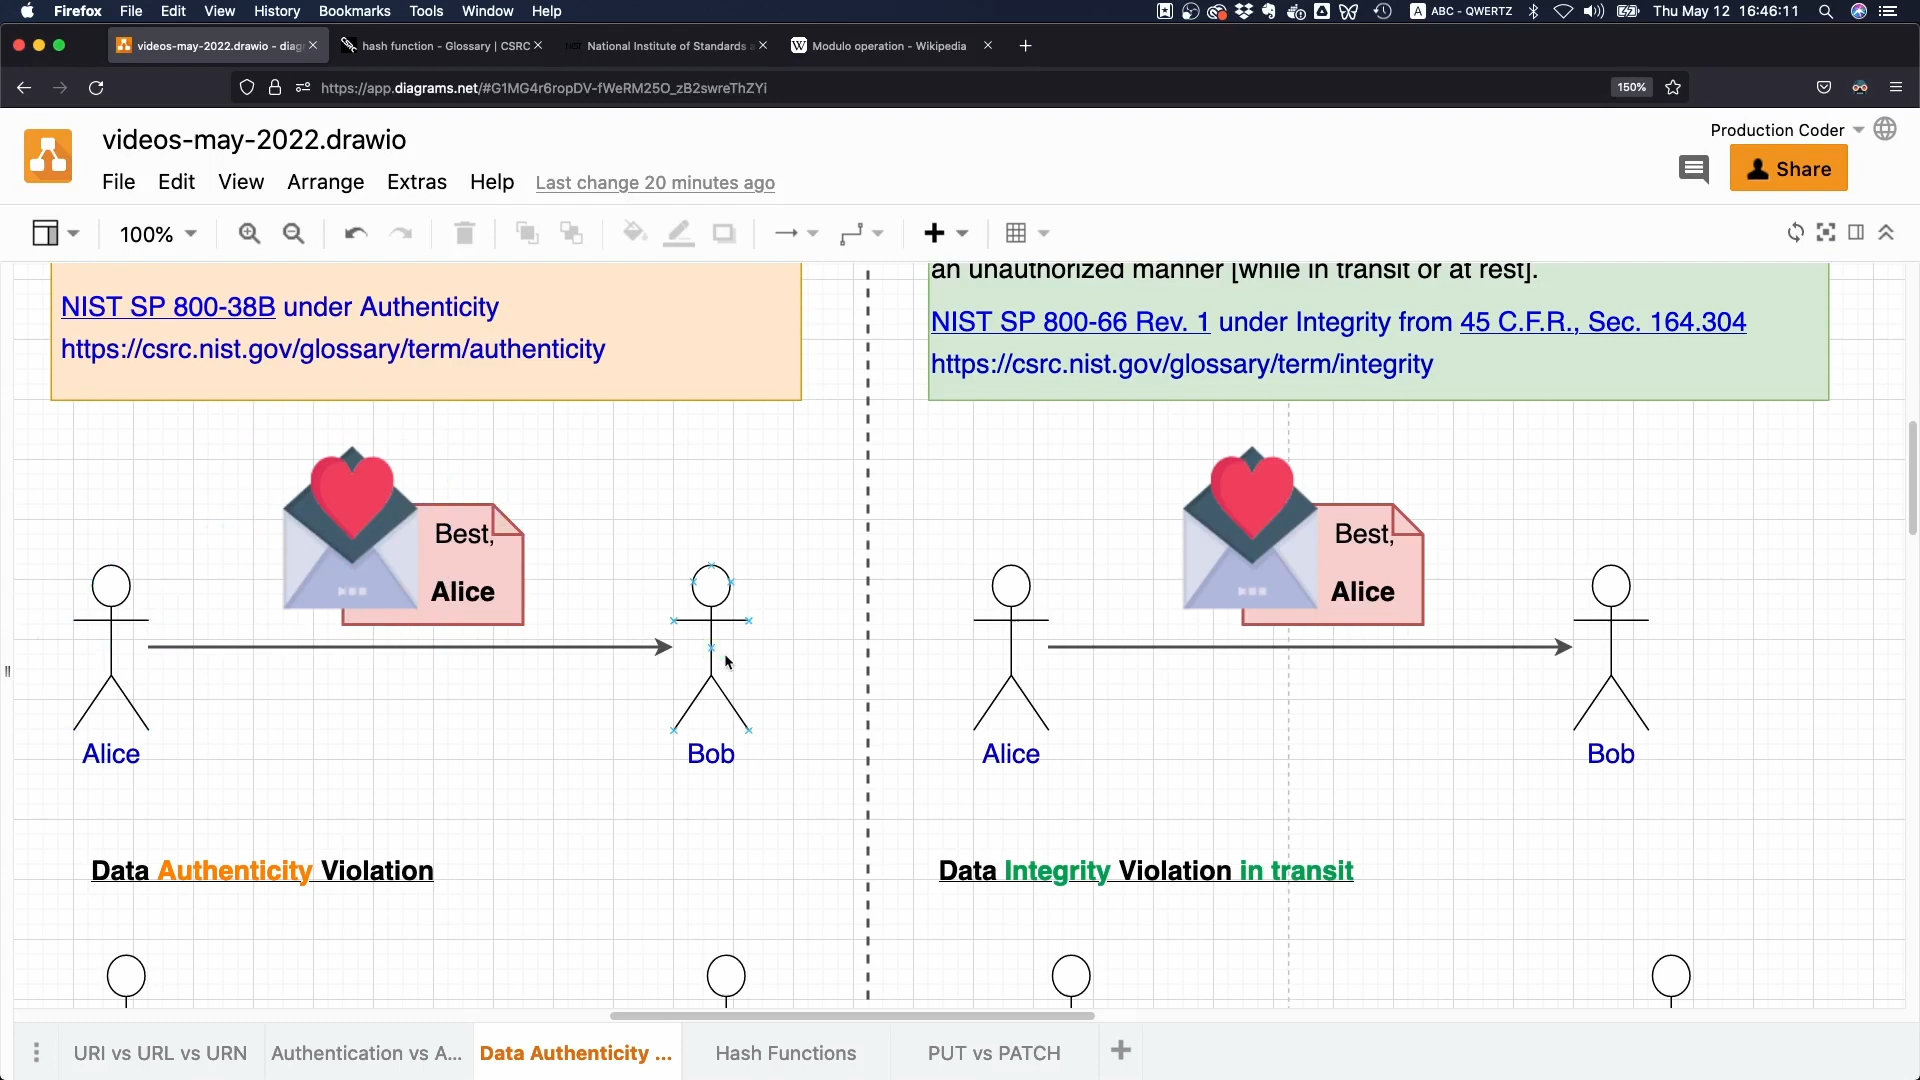 Firefox File Edit View History Bookmarks Tools Window Help
ABC - QWERTZ
Thu May 12 16:46:11
videos-may-2022.drawio - diag
hash function - Glossary | CSRC
National Institute of Standards
Modulo operation - Wikipedia
https://app.diagrams.net/#G1MG4r6ropDV-fWeRM25O_zB2swreThZYi
150%
videos-may-2022.drawio
Production Coder
File Edit View Arrange Extras Help Last change 20 minutes ago
Share
100%
an unauthorized manner [while in transit or at rest].
NIST SP 800-38B under Authenticity
https://csrc.nist.gov/glossary/term/authenticity
NIST SP 800-66 Rev. 1 under Integrity from 45 C.F.R., Sec. 164.304
https://csrc.nist.gov/glossary/term/integrity
Best,
Alice
Alice
Bob
Best,
Alice
Alice
Bob
Data Authenticity Violation
Data Integrity Violation in transit
URI vs URL vs URN
Authentication vs A...
Data Authenticity ...
Hash Functions
PUT vs PATCH